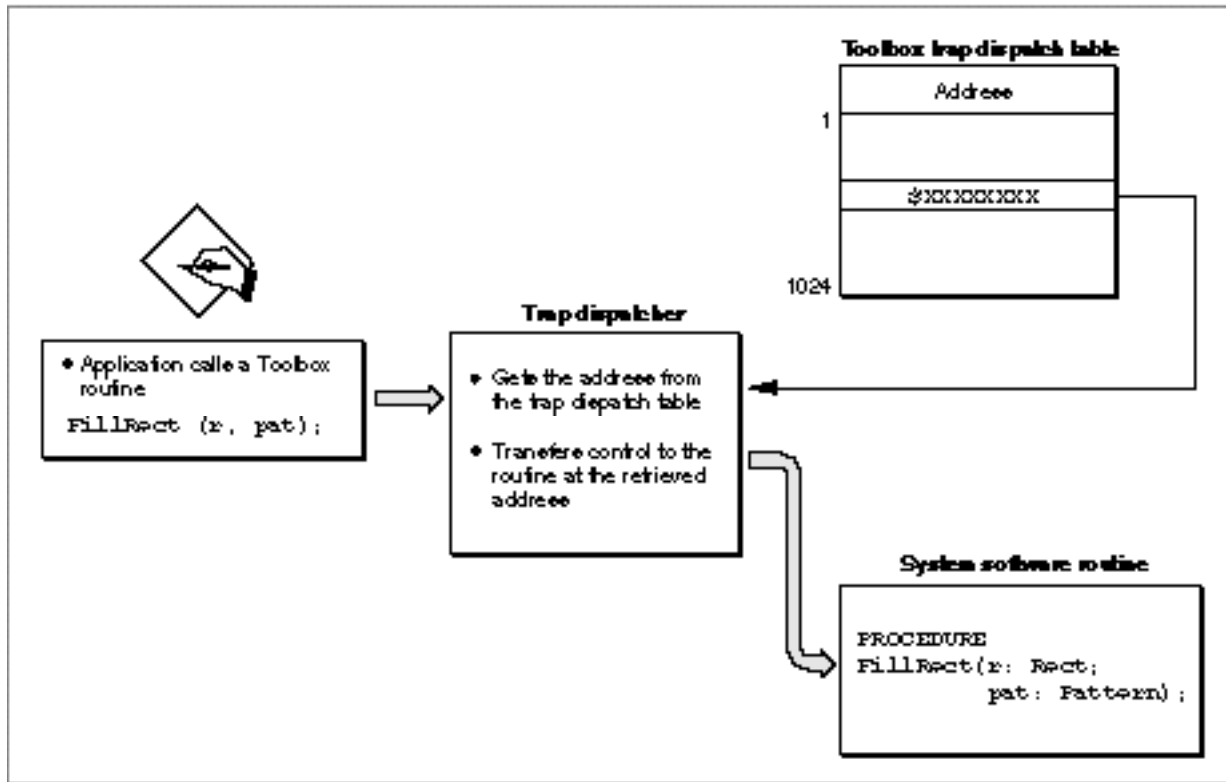 Toolbox trap dispatch table
Address
1
$XXXXXXXX
1024
Trap dispatcher
• Application calls a Toolbox
routine
FillRect (r, pat);
• Gets the address from
the trap dispatch table
• Transfers control to the
routine at the retrieved
address
System software routine
PROCEDURE
FillRect(r: Rect;
pat: Pattern);